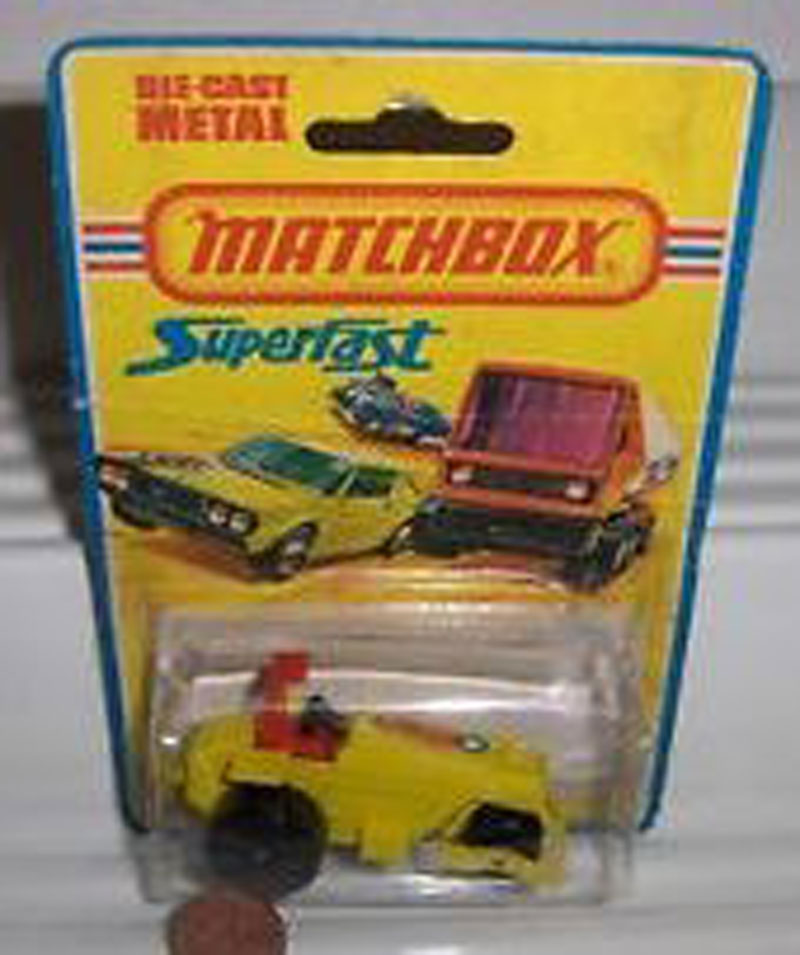 DIE-CAST
METAL
MATCHBOX
Superfast